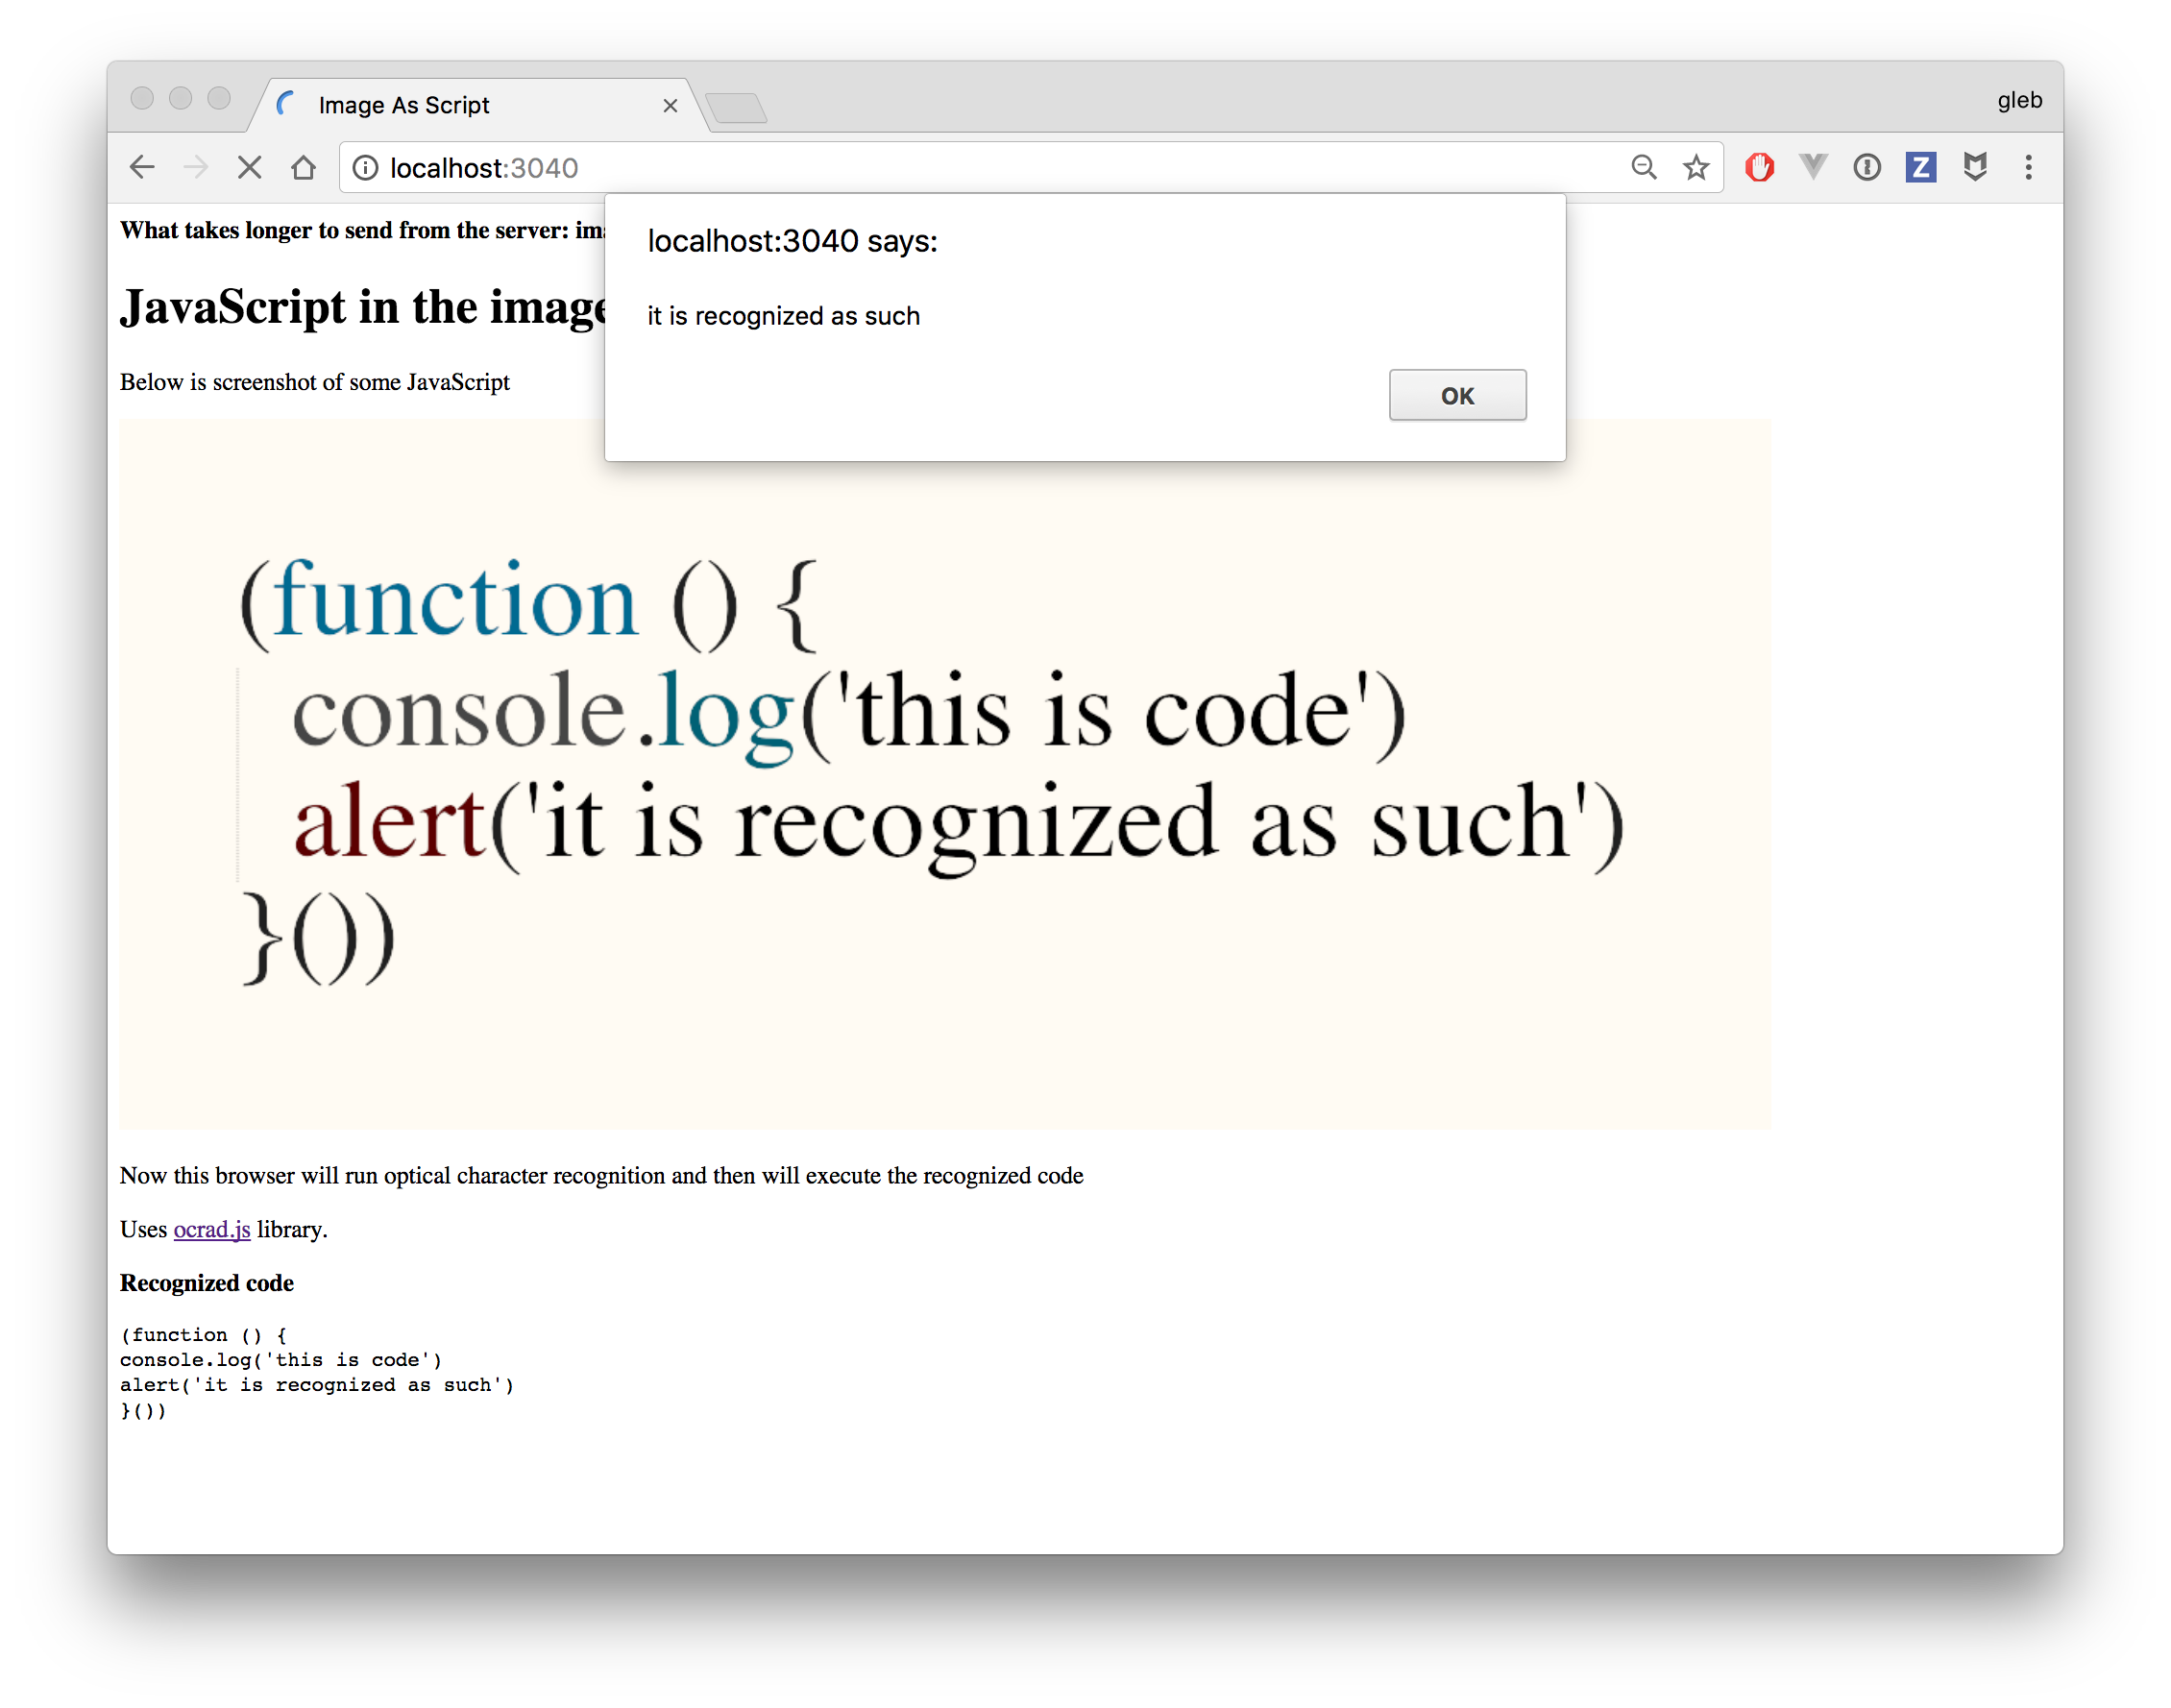 Image As Script
gleb
localhost:3040
What takes longer to send from the server:
localhost:3040 says:
it is recognized as such
OK
JavaScript in the image
Below is screenshot of some JavaScript
(function () {
console.log('this is code')
alert('it is recognized as such')
}())
Now this browser will run optical character recognition and then will execute the recognized code
Uses ocrad.js library.
Recognized code
(function () {
console.log('this is code')
alert('it is recognized as such')
}())